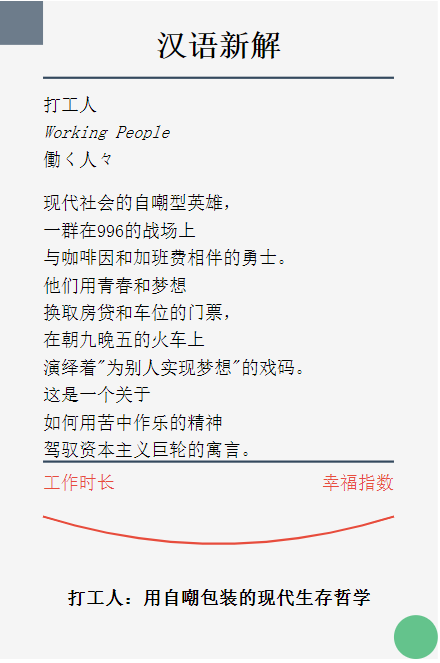 汉语新解
打工人
Working People
働く人々
现代社会的自嘲型英雄，
一群在996的战场上
与咖啡因和加班费相伴的勇士。
他们用青春和梦想
换取房贷和车位的门票，
在朝九晚五的火车上
演绎着"为别人实现梦想"的戏码。
这是一个关于
如何用苦中作乐的精神
驾驭资本主义巨轮的寓言。
工作时长 幸福指数
打工人：用自嘲包装的现代生存哲学